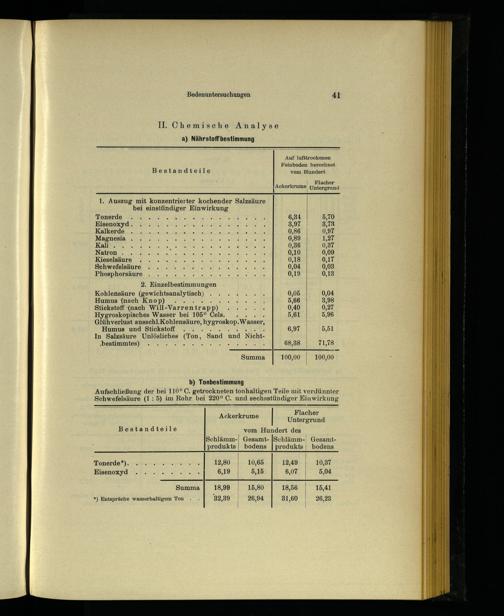 Bodenuntersuchungen 41
II. Chemische Analyse
a) Nährstoffbestimmung
Bestandteile
Auf lufttrockenen
Feinboden berechnet
vom Hundert
Ackerkrume Flacher Untergrund
1. Auszug mit konzentrierter kochender Salzsäure
bei einstündiger Einwirkung
Tonerde . . . . 6,34 5,70
Eisenoxyd . . . . 3,97 3,73
Kalkerde . . . . 0,86 0,97
Magnesia . . . . 0,89 1,27
Kali . . . . 0,36 0,37
Natron . . . . 0,10 0,09
Kieselsäure . . . . 0,18 0,17
Schwefelsäure . . . . 0,04 0,03
Phosphorsäure . . . . 0,19 0,13
2. Einzelbestimmungen
Kohlensäure (gewichtsanalytisch) . . . . 0,05 0,04
Humus (nach Knop) . . . . 5,66 3,98
Stickstoff (nach Will-Varrentrapp) . . . . 0,40 0,27
Hygroskopisches Wasser bei 105° Cels. . . . . 5,61 5,96
Glühverlust ausschl. Kohlensäure, hygroskop. Wasser,
Humus und Stickstoff . . . . 6,97 5,51
In Salzsäure Unlösliches (Ton, Sand und Nicht-
bestimmtes) . . . . 68,38 71,78
Summa 100,00 100,00
b) Tonbestimmung
Aufschließung der bei 110° C. getrockneten tonhaltigen Teile mit verdünnter
Schwefelsäure (1 : 5) im Rohr bei 220° C. und sechsstündiger Einwirkung
Bestandteile
Ackerkrume Flacher Untergrund
vom Hundert des
Schlämm- Gesamt- Schlämm- Gesamt-
produkts bodens produkts bodens
Tonerde*) . . . . 12,80 10,65 12,49 10,37
Eisenoxyd . . . . 6,19 5,15 6,07 5,04
Summa 18,99 15,80 18,56 15,41
*) Entspräche wasserhaltigem Ton . . 32,39 26,94 31,60 26,23